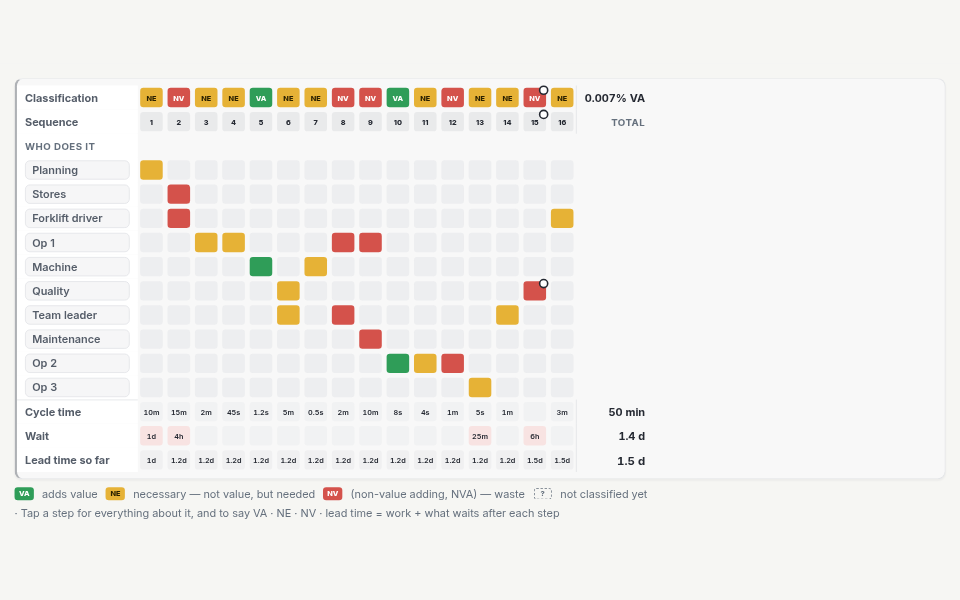 Classification NE NV NE NE VA NE NE NV NV VA NE NV NE NE NV NE 0.007% VA
Sequence 1 2 3 4 5 6 7 8 9 10 11 12 13 14 15 16 TOTAL
WHO DOES IT
Planning
Stores
Forklift driver
Op 1
Machine
Quality
Team leader
Maintenance
Op 2
Op 3
Cycle time 10m 15m 2m 45s 1.2s 5m 0.5s 2m 10m 8s 4s 1m 5s 1m 3m 50 min
Wait 1d 4h 25m 6h 1.4 d
Lead time so far 1d 1.2d 1.2d 1.2d 1.2d 1.2d 1.2d 1.2d 1.2d 1.2d 1.2d 1.2d 1.2d 1.2d 1.5d 1.5d 1.5 d
VA adds value NE necessary — not value, but needed NV (non-value adding, NVA) — waste ? not classified yet
· Tap a step for everything about it, and to say VA · NE · NV · lead time = work + what waits after each step